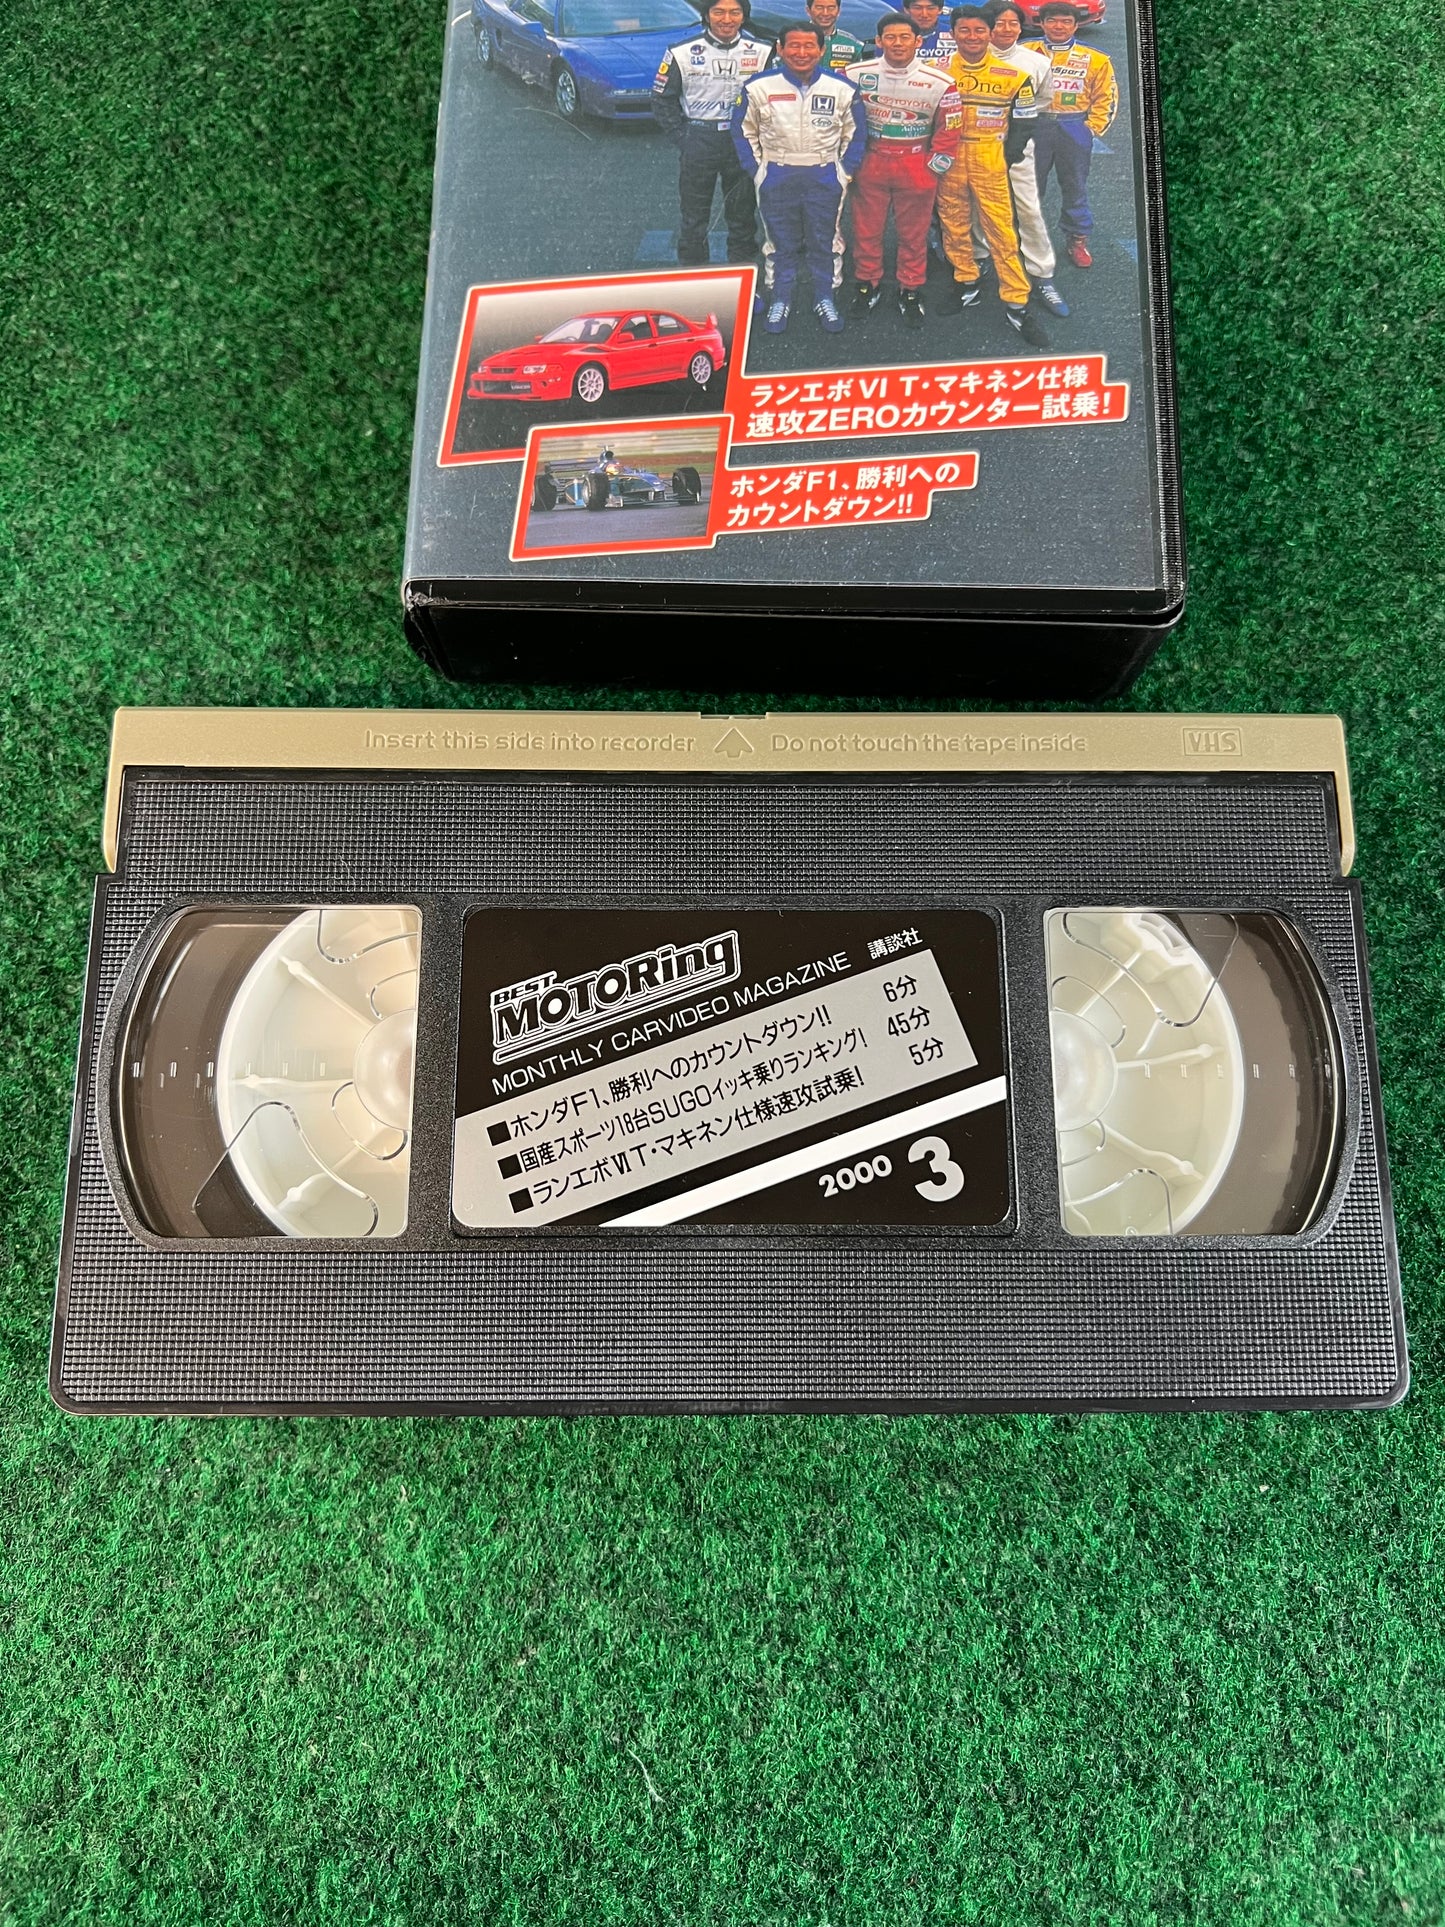 TOYOTA
TOM'S
TOYOTA
One
LANCER
ランエボ VI T・マキネン仕様
速攻ZEROカウンター試乗!
ホンダF1、勝利への
カウントダウン!!
Insert this side into recorder Do not touch the tape inside VHS
BEST
MOTORing
MONTHLY CARVIDEO MAGAZINE 講談社
■ホンダF1、勝利へのカウントダウン!! 6分
■国産スポーツ18台SUGOイッキ乗りランキング! 45分
■ランエボVI T・マキネン仕様速攻試乗! 5分
2000 3